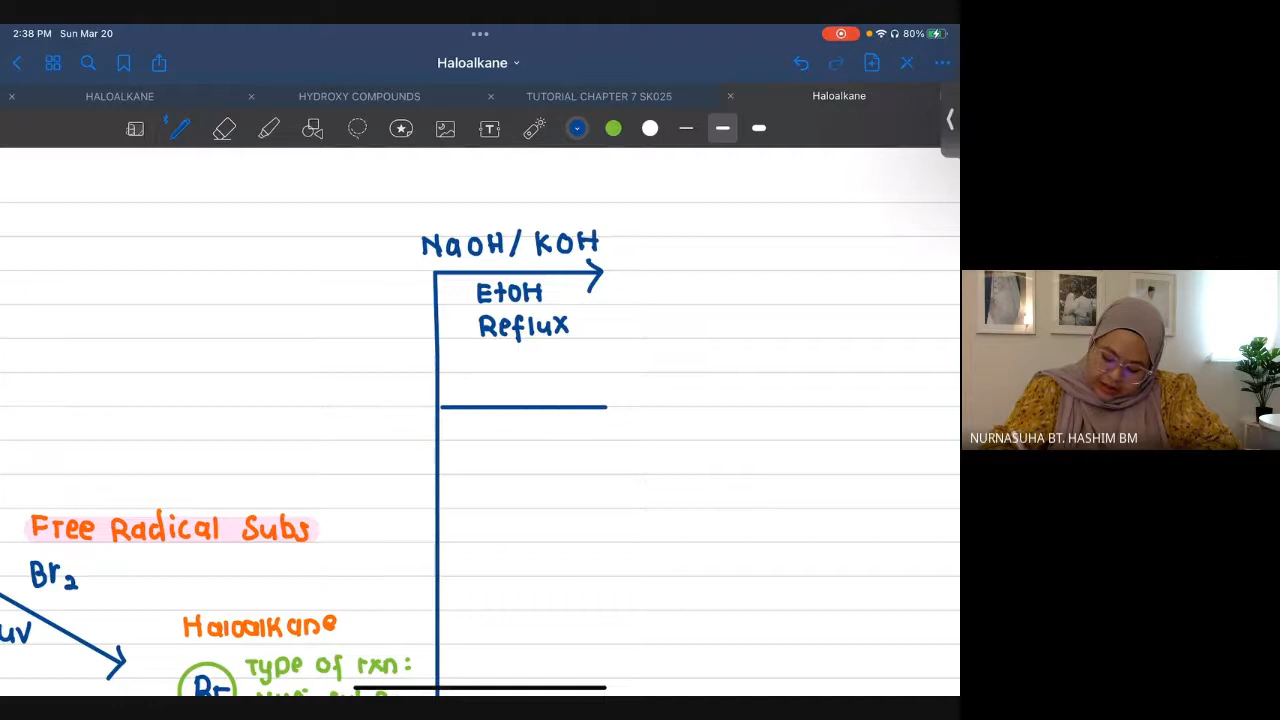 2:38 PM Sun Mar 20
80%
Haloalkane
HALOALKANE
HYDROXY COMPOUNDS
TUTORIAL CHAPTER 7 SK025
Haloalkane
NaOH / KOH
EtOH
Reflux
Free Radical Subs
Br2
uv
Haloalkane
Type of rxn:
Br
NURNASUHA BT. HASHIM BM